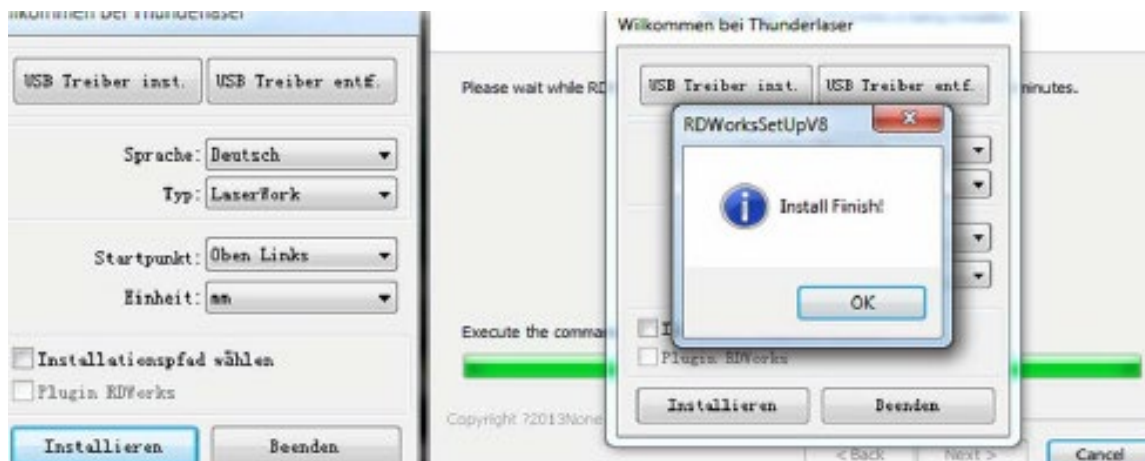 Willkommen bei Thunderlaser
USB Treiber inst. USB Treiber entf.
Sprache: Deutsch
Typ: LaserWork
Startpunkt: Oben Links
Einheit: mm
Installationspfad wählen
Plugin RDWorks
Installieren Beenden
Wilkommen bei Thunderlaser
Please wait while RD
minutes.
USB Treiber inst. USB Treiber entf.
RDWorksSetUpV8
Install Finish!
OK
Execute the comma
I
Plugin RDWorks
Installieren Beenden
Copyright ?2013None
< Back Next > Cancel